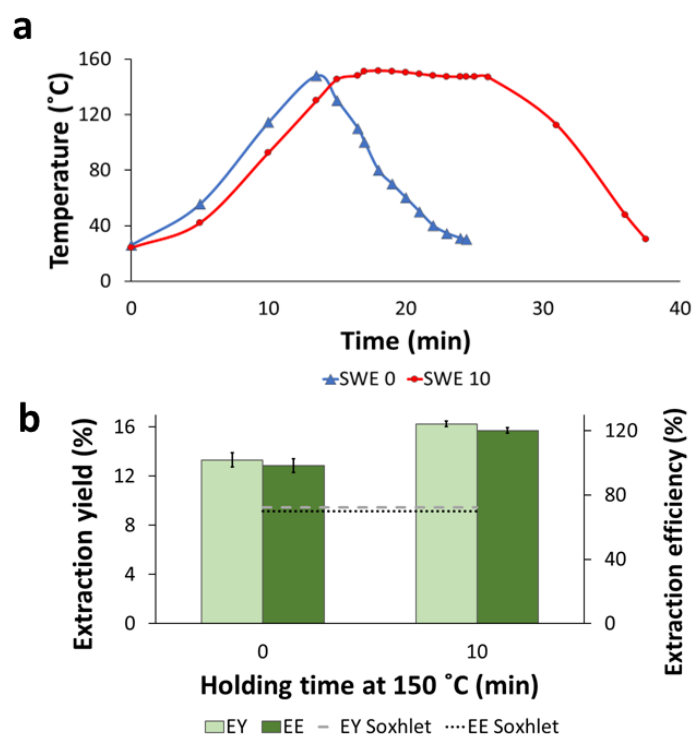 a
Temperature (˚C)
160
120
80
40
0
0 10 20 30 40
Time (min)
SWE 0 SWE 10
b
Extraction yield (%)
16
12
8
4
0
120
80
40
0
Extraction efficiency (%)
0 10
Holding time at 150 ˚C (min)
EY EE EY Soxhlet EE Soxhlet